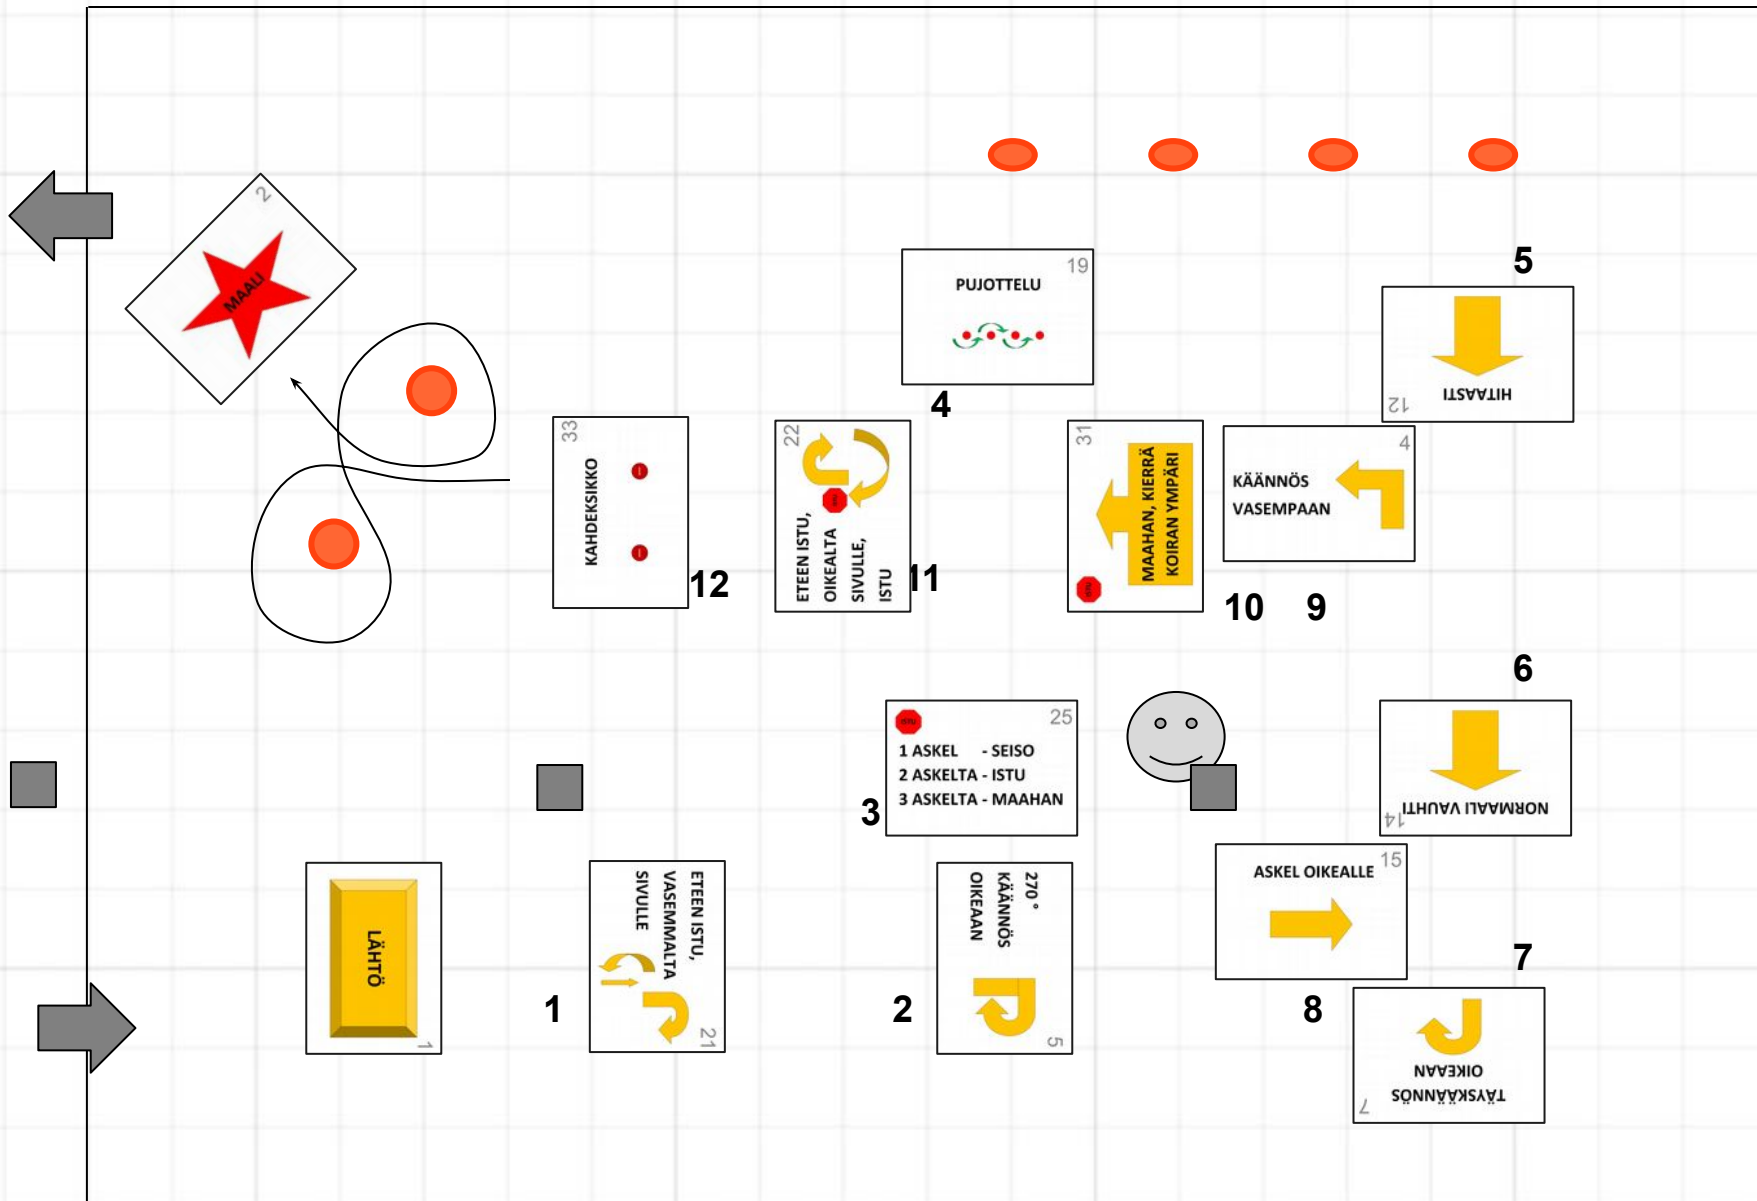 2
MAALI
19
PUJOTTELU
4
5
HITAASTI
12
33
KAHDEKSIKKO
12
22
ETEEN ISTU,
OIKEALTA
SIVULLE,
ISTU
11
31
MAAHAN, KIERRÄ
KOIRAN YMPÄRI
10
4
KÄÄNNÖS
VASEMPAAN
9
6
NORMAALI VAUHTI
14
25
1 ASKEL - SEISO
2 ASKELTA - ISTU
3 ASKELTA - MAAHAN
3
LÄHTÖ
1
1
ETEEN ISTU,
VASEMMALTA
SIVULLE
21
2
270°
KÄÄNNÖS
OIKEAAN
5
15
ASKEL OIKEALLE
8
7
TÄYSKÄÄNNÖS
OIKEAAN
7